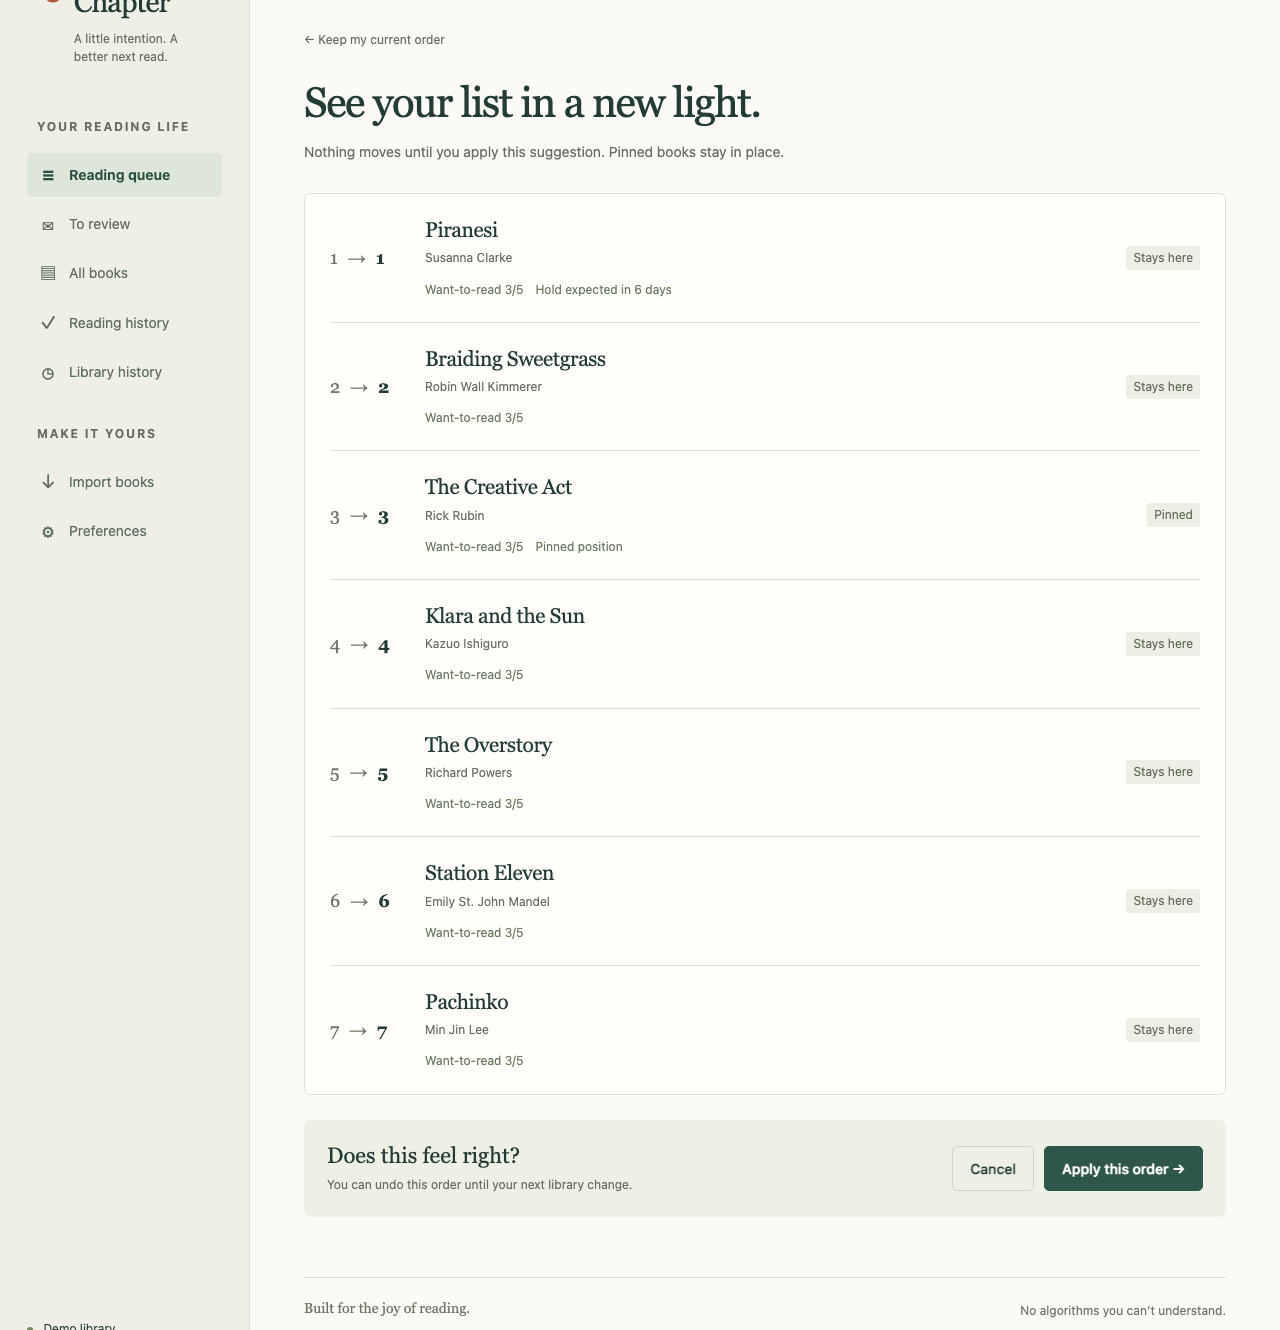 Chapter
A little intention. A
better next read.
YOUR READING LIFE
Reading queue
To review
All books
Reading history
Library history
MAKE IT YOURS
Import books
Preferences
Demo library
← Keep my current order
See your list in a new light.
Nothing moves until you apply this suggestion. Pinned books stay in place.
1 → 1
Piranesi
Susanna Clarke
Want-to-read 3/5 Hold expected in 6 days
Stays here
2 → 2
Braiding Sweetgrass
Robin Wall Kimmerer
Want-to-read 3/5
Stays here
3 → 3
The Creative Act
Rick Rubin
Want-to-read 3/5 Pinned position
Pinned
4 → 4
Klara and the Sun
Kazuo Ishiguro
Want-to-read 3/5
Stays here
5 → 5
The Overstory
Richard Powers
Want-to-read 3/5
Stays here
6 → 6
Station Eleven
Emily St. John Mandel
Want-to-read 3/5
Stays here
7 → 7
Pachinko
Min Jin Lee
Want-to-read 3/5
Stays here
Does this feel right?
You can undo this order until your next library change.
Cancel
Apply this order →
Built for the joy of reading.
No algorithms you can't understand.